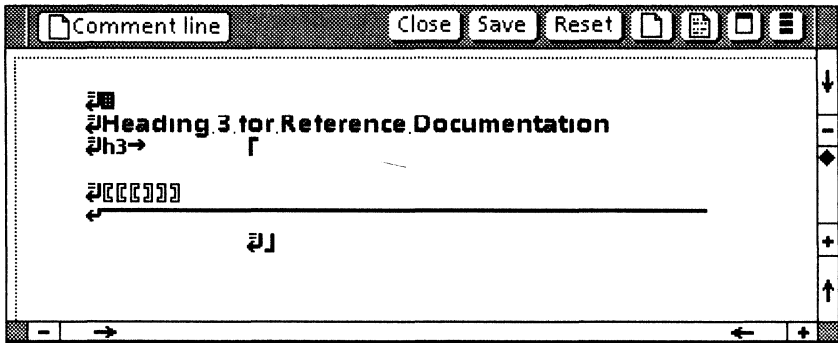 Comment line Close Save Reset
Heading 3 for Reference Documentation
h3→
[[[]]]